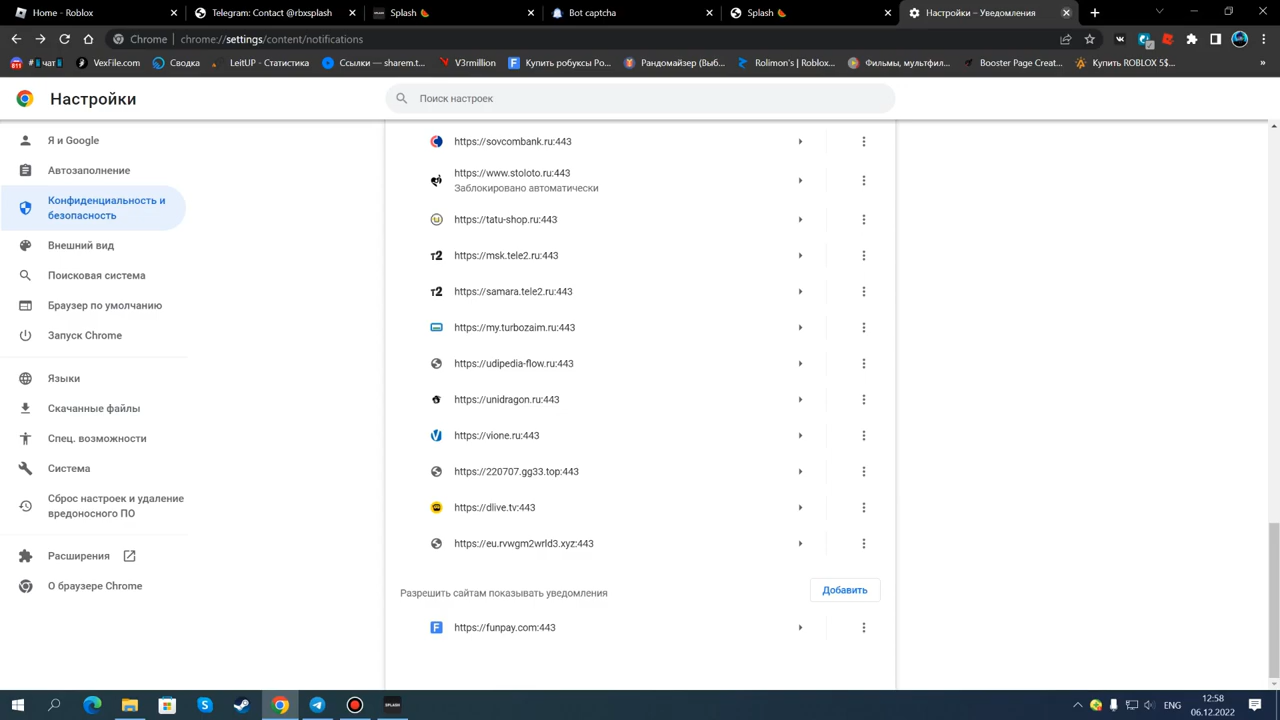 Roblox - Home
Telegram: Contact @rbxsplash
Splash
Bot captcha
Splash
Настройки – Уведомления
Chrome | chrome://settings/content/notifications
#❗чат❗
VexFile.com
Сводка
LeitUP - Статистика
Ссылки — sharem.t...
V3rmillion
Купить робуксы Ро...
Рандомайзер (Выб...
Rolimon's | Roblox...
Фильмы, мультфил...
Booster Page Creat...
Купить ROBLOX 5$...
»
Настройки
Поиск настроек
Я и Google
Автозаполнение
Конфиденциальность и
безопасность
Внешний вид
Поисковая система
Браузер по умолчанию
Запуск Chrome
Языки
Скачанные файлы
Спец. возможности
Система
Сброс настроек и удаление
вредоносного ПО
Расширения
О браузере Chrome
https://sovcombank.ru:443
https://www.stoloto.ru:443
Заблокировано автоматически
https://tatu-shop.ru:443
https://msk.tele2.ru:443
https://samara.tele2.ru:443
https://my.turbozaim.ru:443
https://udipedia-flow.ru:443
https://unidragon.ru:443
https://vione.ru:443
https://220707.gg33.top:443
https://dlive.tv:443
https://eu.rvwgm2wrld3.xyz:443
Разрешить сайтам показывать уведомления
Добавить
https://funpay.com:443
ENG
12:58
06.12.2022